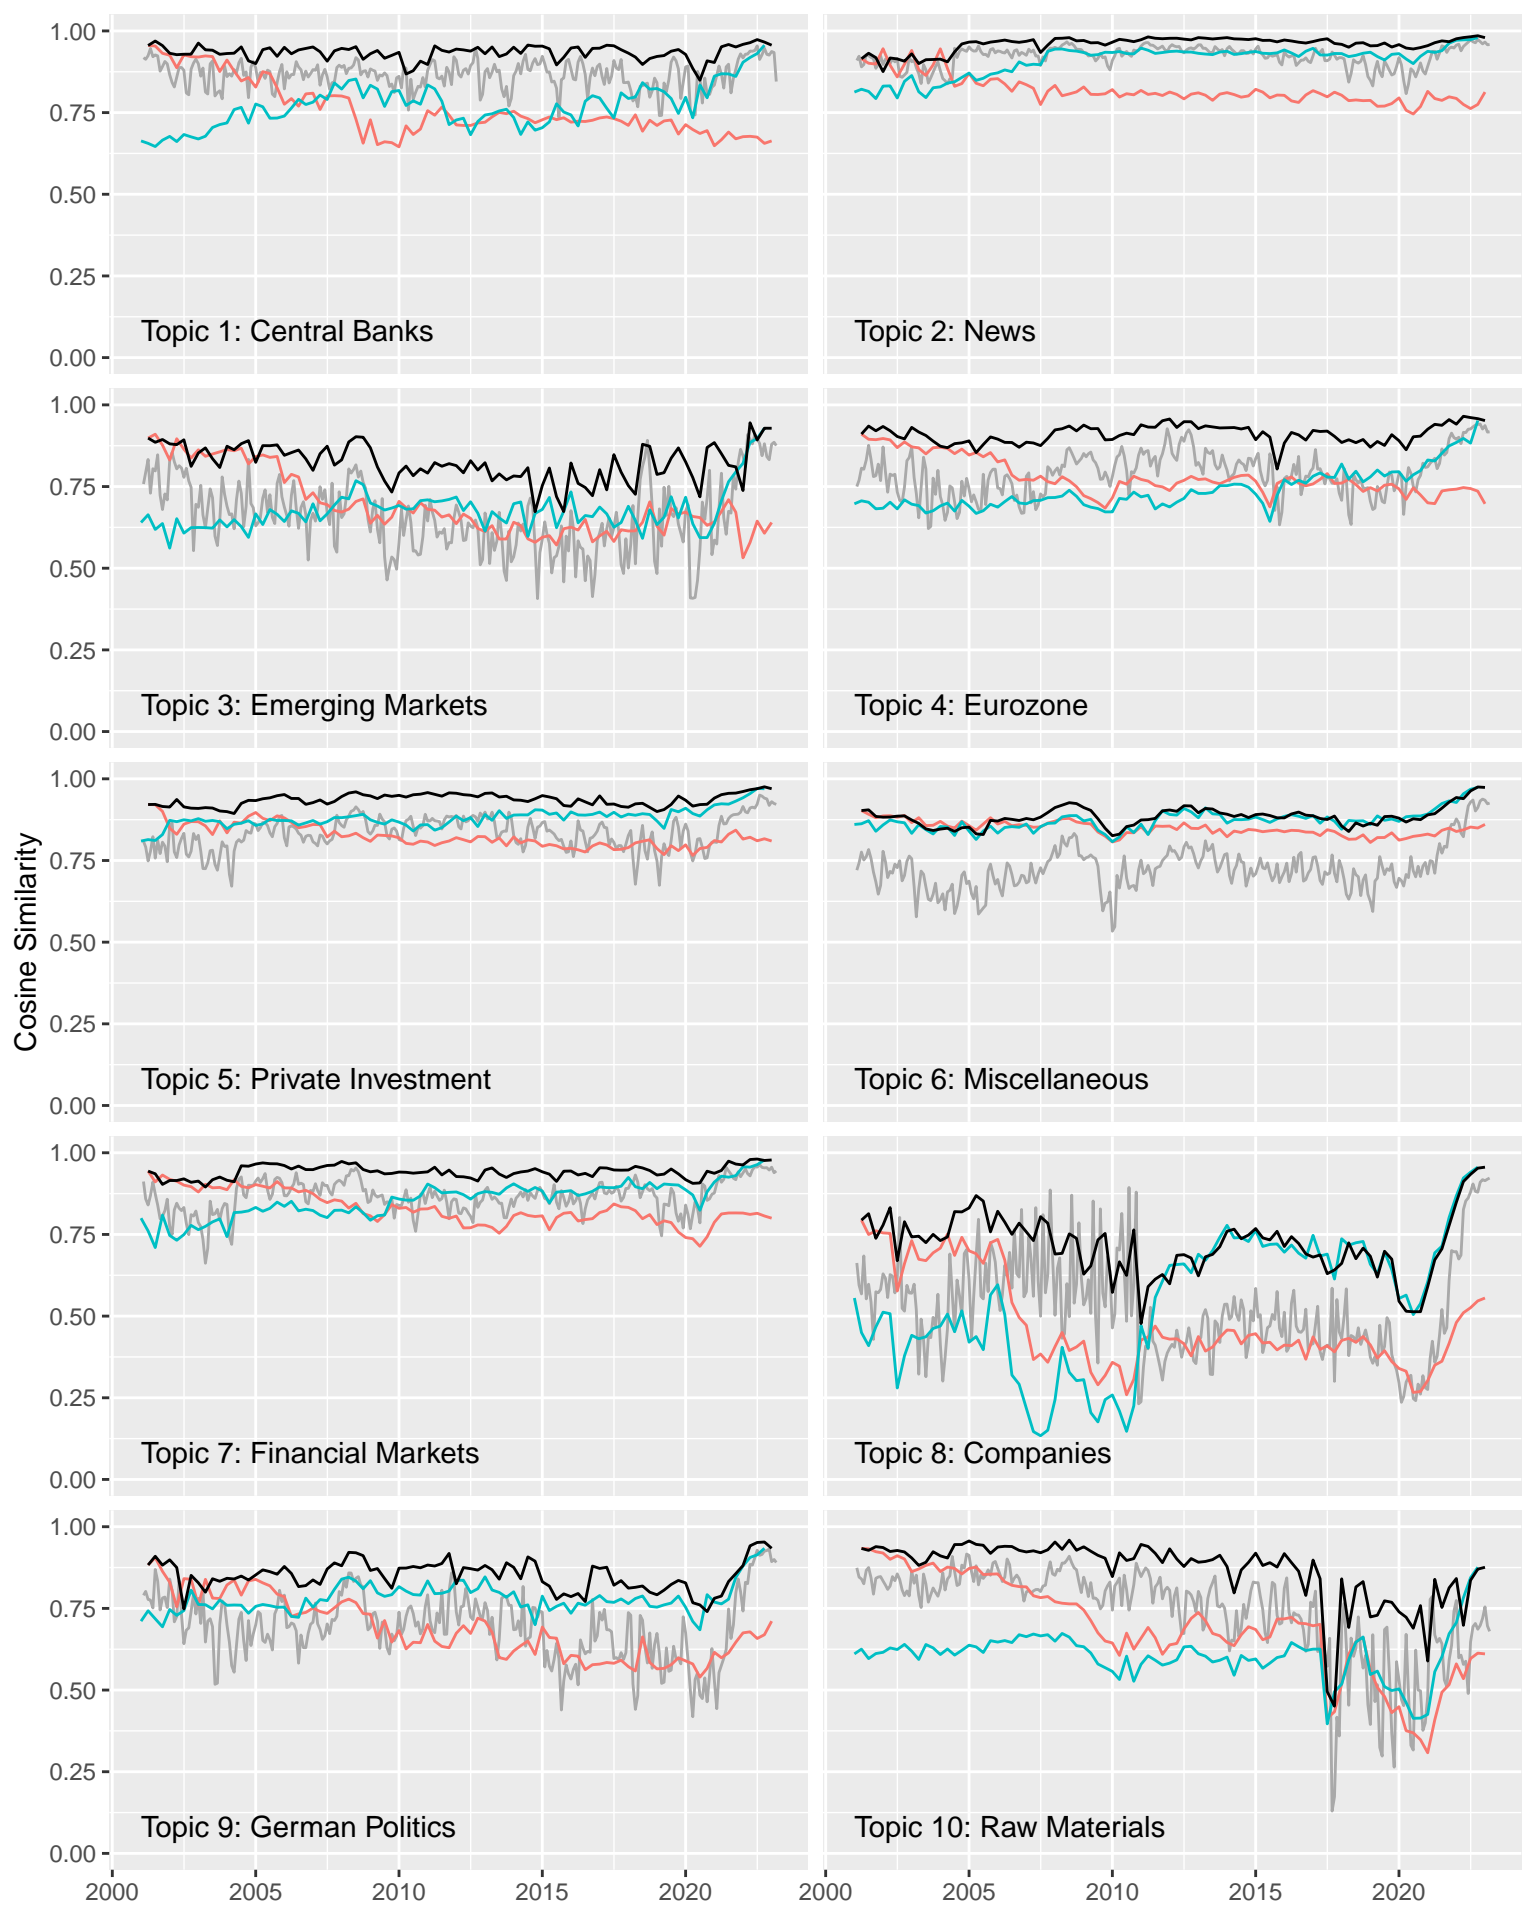 1.00
0.75
0.50
0.25
0.00
Topic 1: Central Banks
Topic 2: News
1.00
0.75
0.50
0.25
0.00
Topic 3: Emerging Markets
Topic 4: Eurozone
Cosine Similarity
1.00
0.75
0.50
0.25
0.00
Topic 5: Private Investment
Topic 6: Miscellaneous
1.00
0.75
0.50
0.25
0.00
Topic 7: Financial Markets
Topic 8: Companies
1.00
0.75
0.50
0.25
0.00
Topic 9: German Politics
Topic 10: Raw Materials
2000 2005 2010 2015 2020 2000 2005 2010 2015 2020